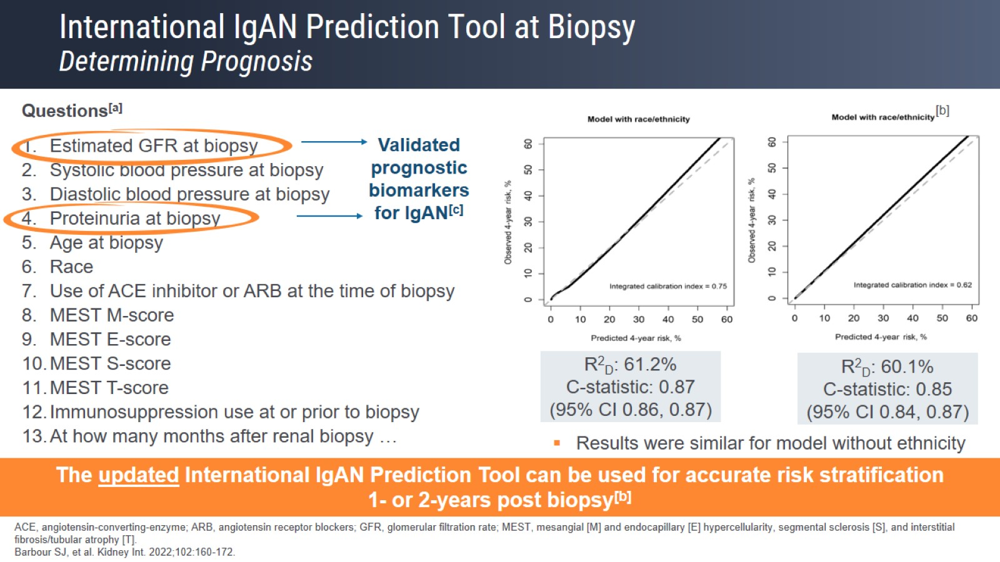 International IgAN Prediction Tool at Biopsy
Determining Prognosis
Questions[a]
1. Estimated GFR at biopsy
2. Systolic blood pressure at biopsy
3. Diastolic blood pressure at biopsy
4. Proteinuria at biopsy
5. Age at biopsy
6. Race
7. Use of ACE inhibitor or ARB at the time of biopsy
8. MEST M-score
9. MEST E-score
10. MEST S-score
11. MEST T-score
12. Immunosuppression use at or prior to biopsy
13. At how many months after renal biopsy …
Validated
prognostic
biomarkers
for IgAN[c]
Model with race/ethnicity
Observed 4-year risk, %
60
50
40
30
20
10
0
Integrated calibration index = 0.75
0 10 20 30 40 50 60
Predicted 4-year risk, %
R²D: 61.2%
C-statistic: 0.87
(95% CI 0.86, 0.87)
Model with race/ethnicity [b]
Observed 4-year risk, %
60
50
40
30
20
10
0
Integrated calibration index = 0.62
0 10 20 30 40 50 60
Predicted 4-year risk, %
R²D: 60.1%
C-statistic: 0.85
(95% CI 0.84, 0.87)
▪ Results were similar for model without ethnicity
The updated International IgAN Prediction Tool can be used for accurate risk stratification
1- or 2-years post biopsy[b]
ACE, angiotensin-converting-enzyme; ARB, angiotensin receptor blockers; GFR, glomerular filtration rate; MEST, mesangial [M] and endocapillary [E] hypercellularity, segmental sclerosis [S], and interstitial
fibrosis/tubular atrophy [T].
Barbour SJ, et al. Kidney Int. 2022;102:160-172.